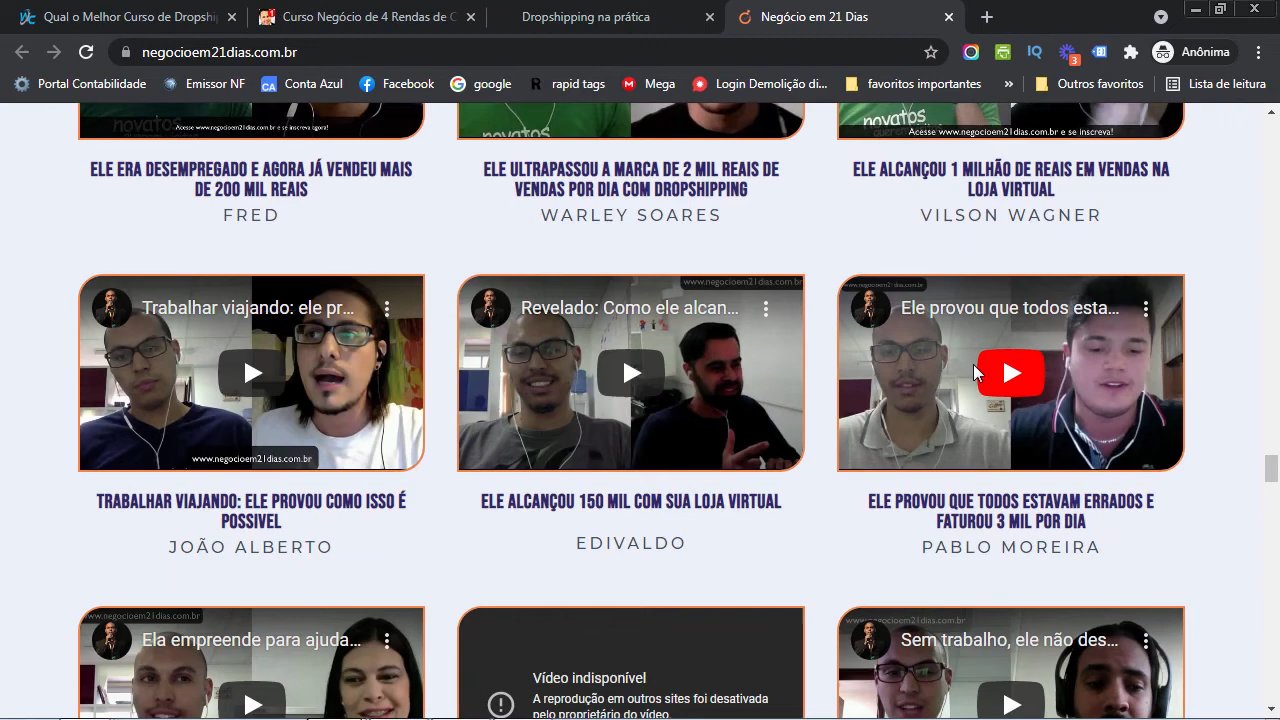 Qual o Melhor Curso de Dropshi
Curso Negócio de 4 Rendas de C
Dropshipping na prática
Negócio em 21 Dias
negocioem21dias.com.br
IQ
3
Anônima
Portal Contabilidade
Emissor NF
CA
Conta Azul
Facebook
google
R
rapid tags
Mega
Login Demolição di...
favoritos importantes
»
Outros favoritos
Lista de leitura
novatos
Acesse www.negocioem21dias.com.br e se inscreva agora!
novatos
Acesse www.negocioem21dias.com.br e se inscreva!
ELE ERA DESEMPREGADO E AGORA JÁ VENDEU MAIS
DE 200 MIL REAIS
FRED
ELE ULTRAPASSOU A MARCA DE 2 MIL REAIS DE
VENDAS POR DIA COM DROPSHIPPING
WARLEY SOARES
ELE ALCANÇOU 1 MILHÃO DE REAIS EM VENDAS NA
LOJA VIRTUAL
VILSON WAGNER
Trabalhar viajando: ele pr...
www.negocioem21dias.com.br
www.negocioem21dias.com.br
Revelado: Como ele alcan...
www.negocioem21dias.com.br
Ele provou que todos esta...
TRABALHAR VIAJANDO: ELE PROVOU COMO ISSO É
POSSIVEL
JOÃO ALBERTO
ELE ALCANÇOU 150 MIL COM SUA LOJA VIRTUAL
EDIVALDO
ELE PROVOU QUE TODOS ESTAVAM ERRADOS E
FATUROU 3 MIL POR DIA
PABLO MOREIRA
www.negocioem21dias.com.br
Ela empreende para ajuda...
Vídeo indisponível
A reprodução em outros sites foi desativada
pelo proprietário do vídeo.
www.negocioem21dias.com.br
Sem trabalho, ele não des...